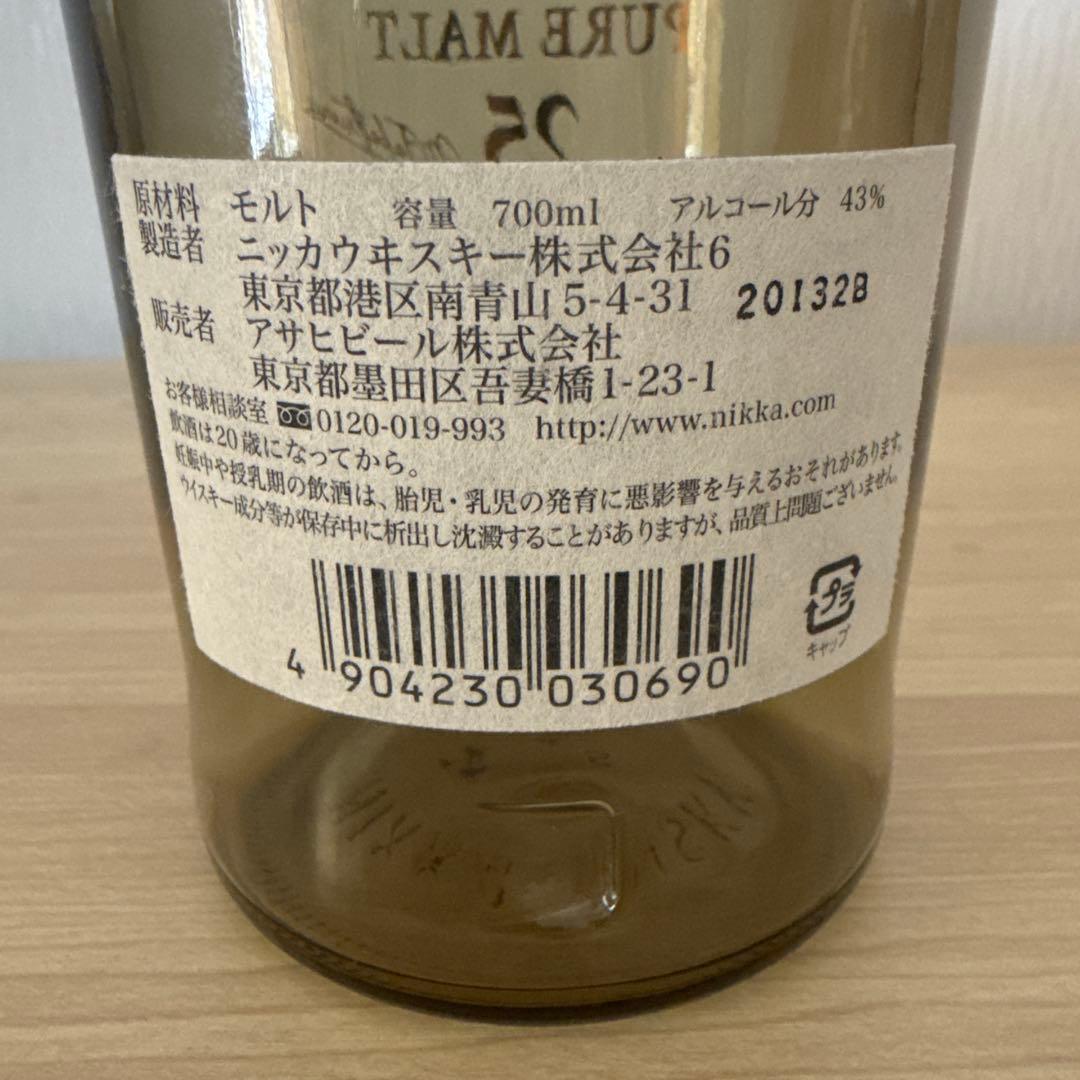 PURE MALT
25
原材料 モルト 容量 700ml アルコール分 43%
製造者 ニッカウヰスキー株式会社6
東京都港区南青山5-4-31 201328
販売者 アサヒビール株式会社
東京都墨田区吾妻橋1-23-1
お客様相談室 0120-019-993 http://www.nikka.com
飲酒は20歳になってから。
妊娠中や授乳期の飲酒は、胎児・乳児の発育に悪影響を与えるおそれがあります。
ウイスキー成分等が保存中に析出し沈澱することがありますが、品質上問題ございません。
プラ
キャップ
4 904230 030690